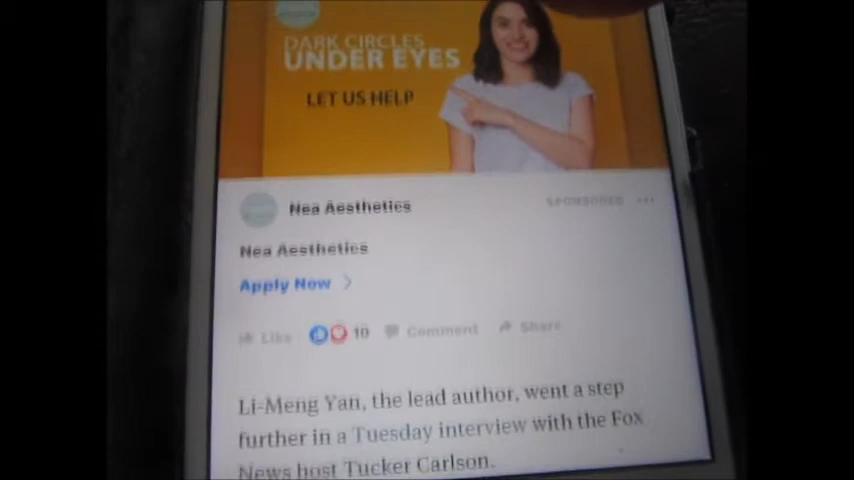 DARK CIRCLES
UNDER EYES
LET US HELP
Nea Aesthetics
SPONSORED
Nea Aesthetics
Apply Now
Like 10 Comment Share
Li-Meng Yan, the lead author, went a step
further in a Tuesday interview with the Fox
News host Tucker Carlson.